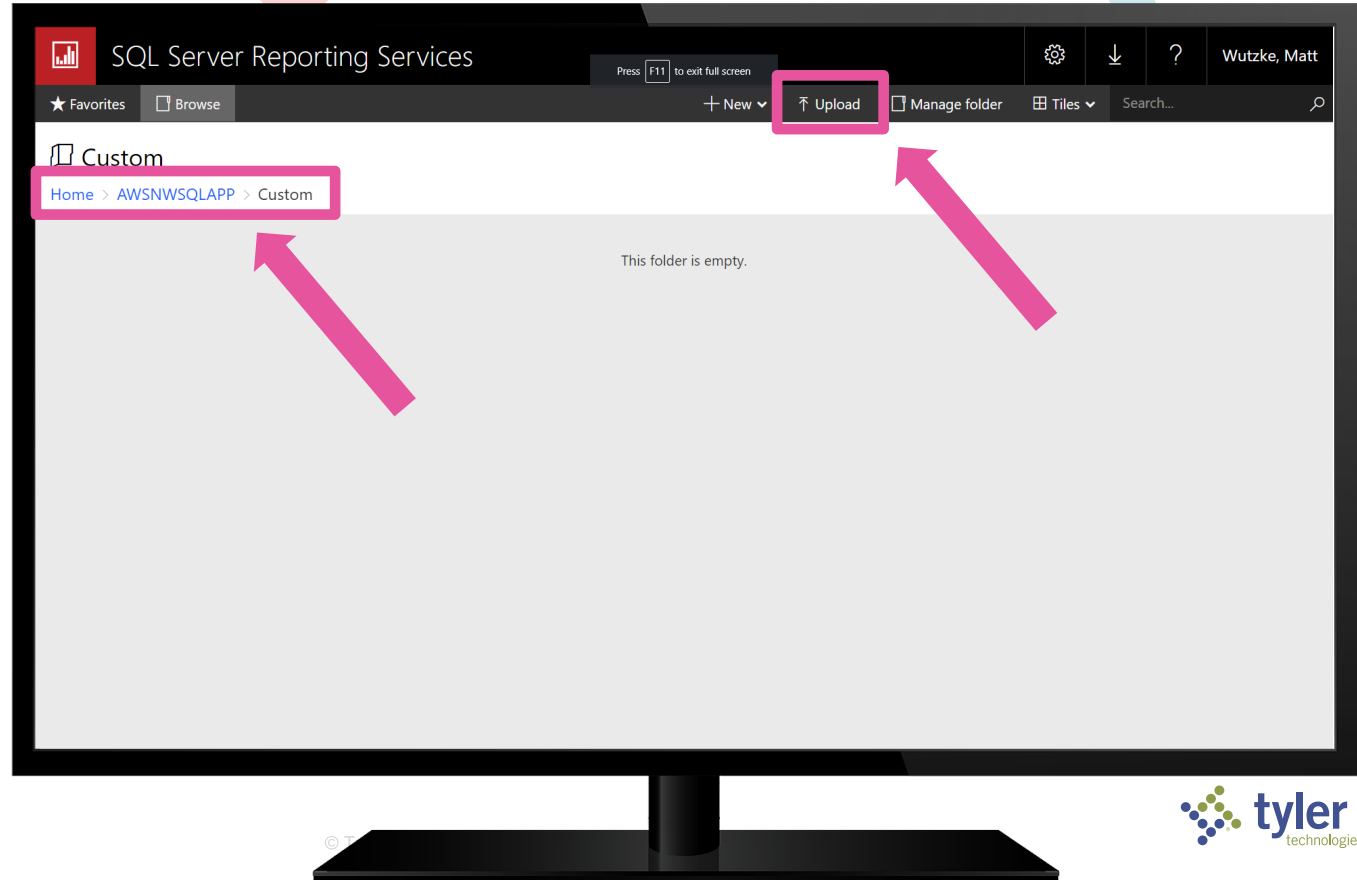 SQL Server Reporting Services
Press F11 to exit full screen
? Wutzke, Matt
★ Favorites Browse + New Upload Manage folder Tiles Search...
Custom
Home > AWSNWSQLAPP > Custom
This folder is empty.
tyler
technologie
©